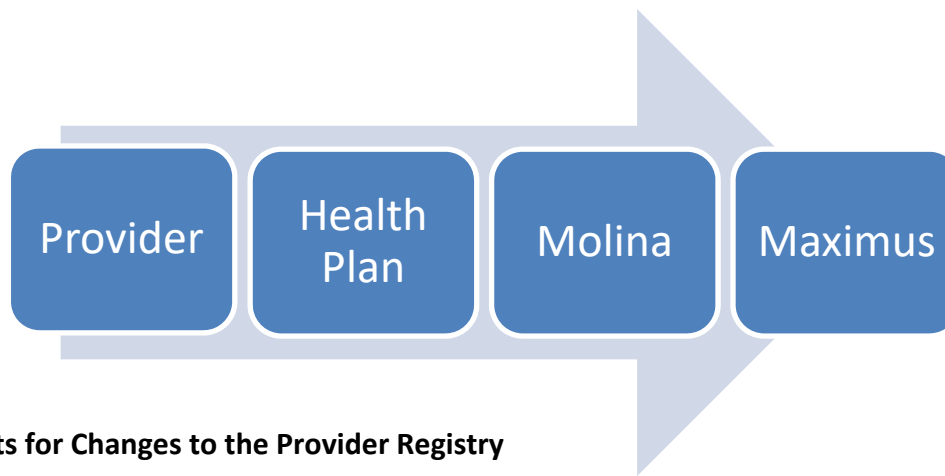 Provider
Health
Plan
Molina
Maximus
ts for Changes to the Provider Registry